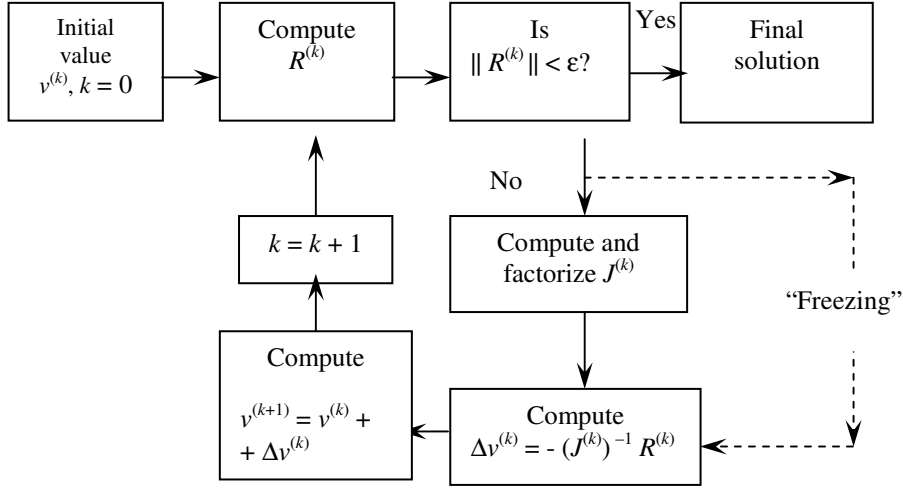 Initial
value
v⁽ᵏ⁾, k = 0
Compute
R⁽ᵏ⁾
Is
|| R⁽ᵏ⁾ || < ε?
Yes
Final
solution
No
k = k + 1
Compute and
factorize J⁽ᵏ⁾
“Freezing”
Compute
v⁽ᵏ⁺¹⁾ = v⁽ᵏ⁾ +
+ Δv⁽ᵏ⁾
Compute
Δv⁽ᵏ⁾ = - (J⁽ᵏ⁾)⁻¹ R⁽ᵏ⁾